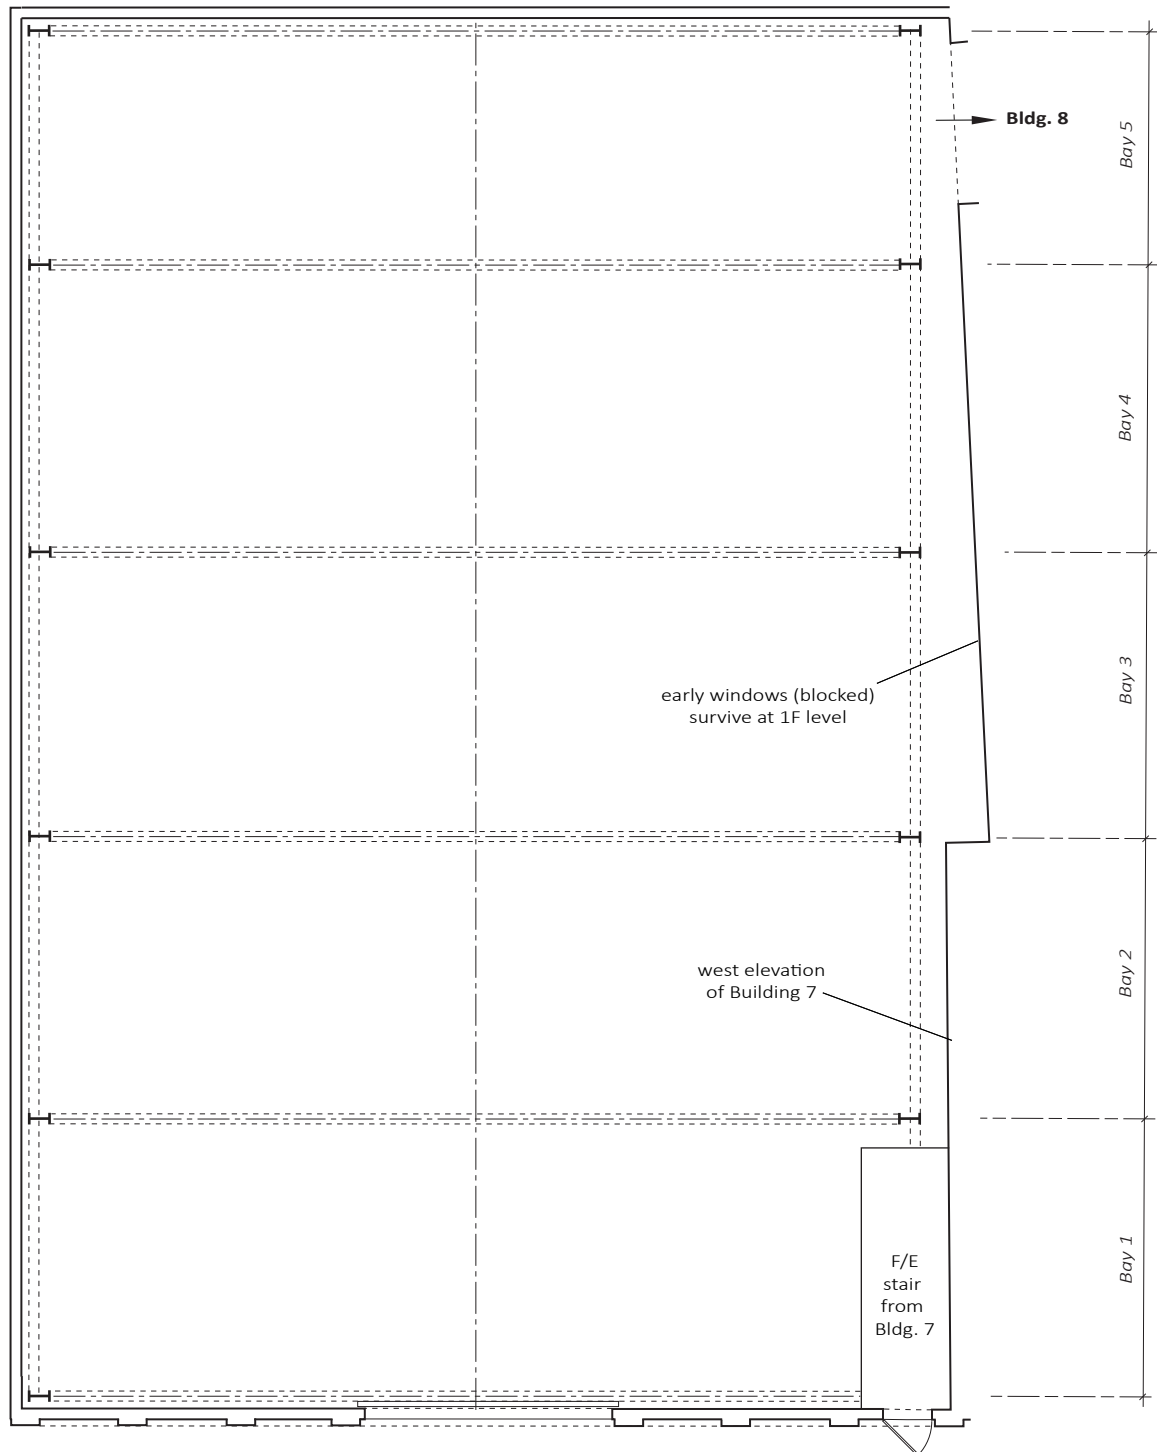 Bldg. 8
Bay 5
Bay 4
early windows (blocked)
survive at 1F level
Bay 3
west elevation
of Building 7
Bay 2
F/E
stair
from
Bldg. 7
Bay 1